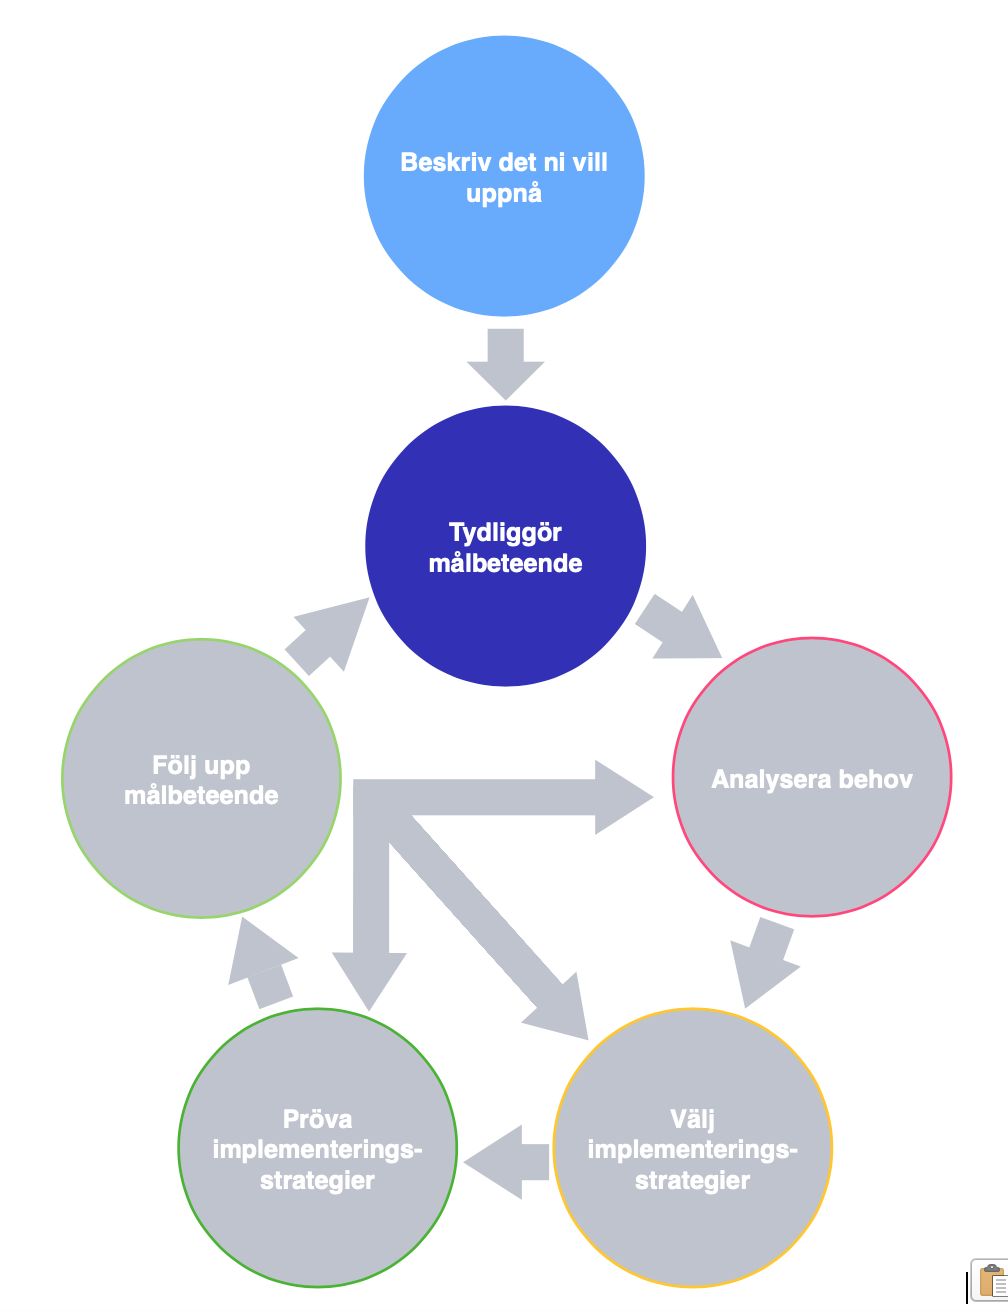 Beskriv det ni vill
uppnå
Tydliggör
målbeteende
Följ upp
målbeteende
Analysera behov
Pröva
implementerings-
strategier
Välj
implementerings-
strategier